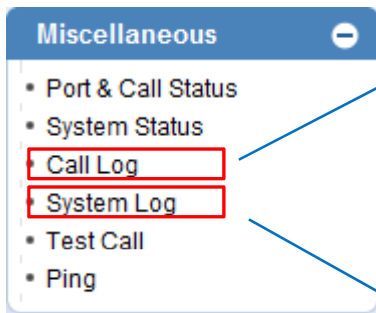 Miscellaneous
Port & Call Status
System Status
Call Log
System Log
Test Call
Ping